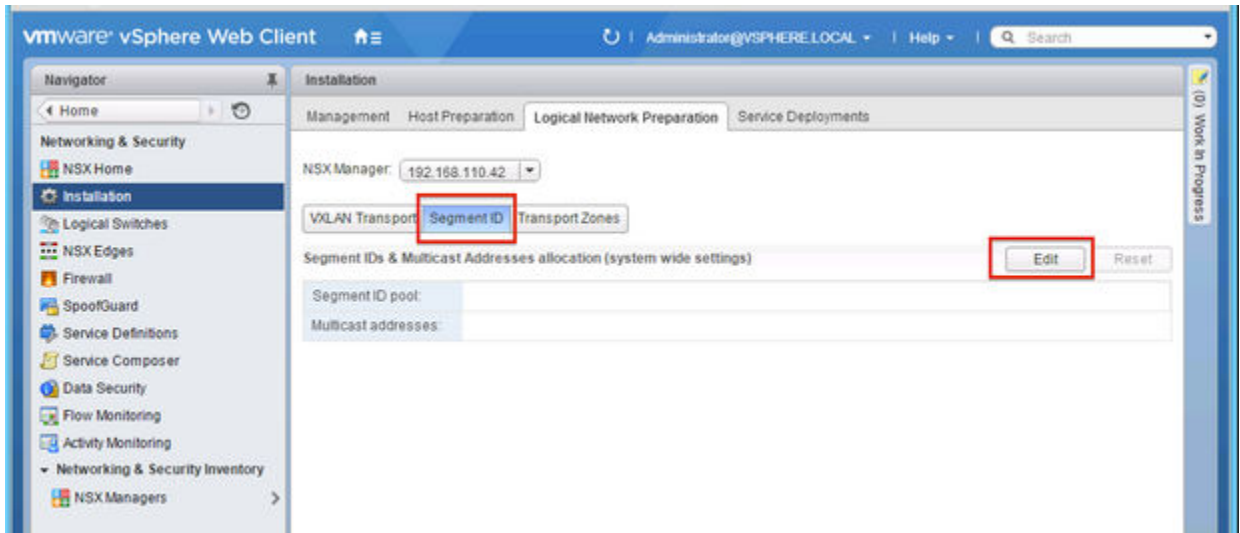 vmware® vSphere Web Client
Administrator@VSPHERE.LOCAL
Help
Search
Navigator
Home
Networking & Security
NSX Home
Installation
Logical Switches
NSX Edges
Firewall
SpoofGuard
Service Definitions
Service Composer
Data Security
Flow Monitoring
Activity Monitoring
Networking & Security Inventory
NSX Managers
Installation
Management Host Preparation Logical Network Preparation Service Deployments
NSX Manager: 192.168.110.42
VXLAN Transport Segment ID Transport Zones
Segment IDs & Multicast Addresses allocation (system wide settings) Edit Reset
Segment ID pool:
Multicast addresses:
(0) Work In Progress